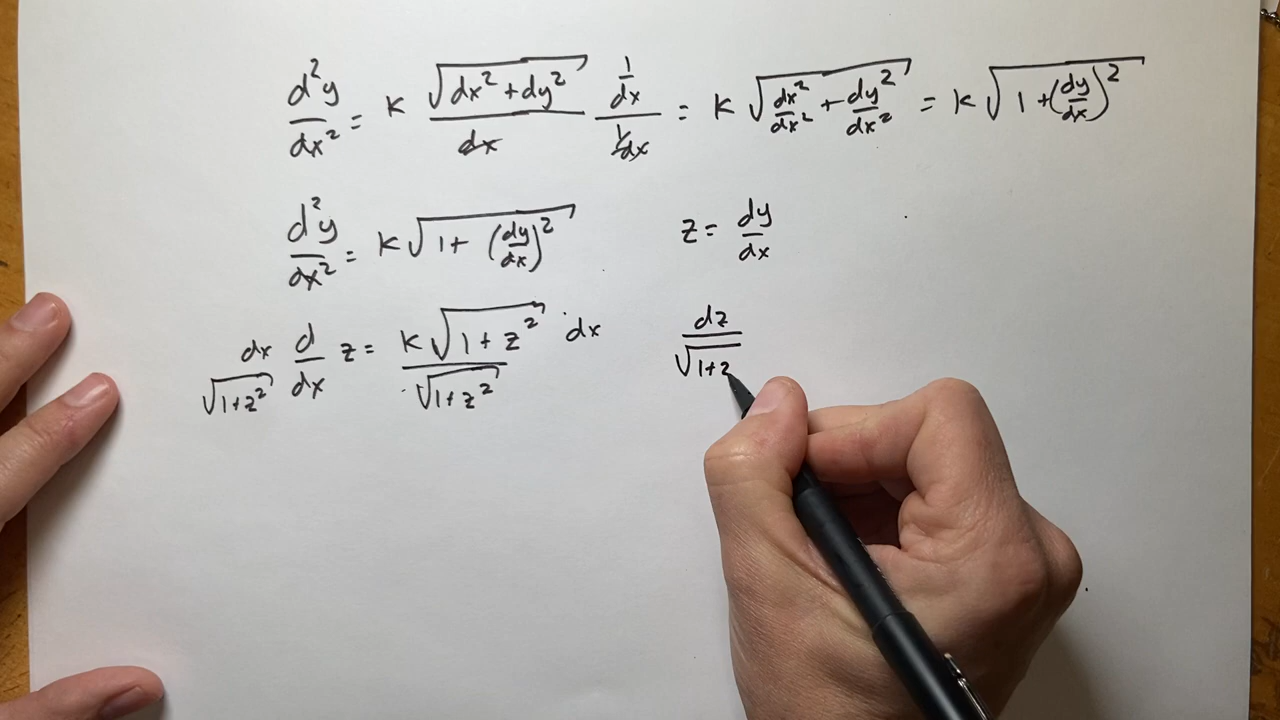 d²y/dx² = K √(dx²+dy²)/dx (1/dx)/(1/dx) = K √(dx²/dx² + dy²/dx²) = K √(1+(dy/dx)²)
d²y/dx² = K √(1+(dy/dx)²) z = dy/dx
dx/√(1+z²) d/dx z = K√(1+z²)/√(1+z²) dx dz/√(1+z